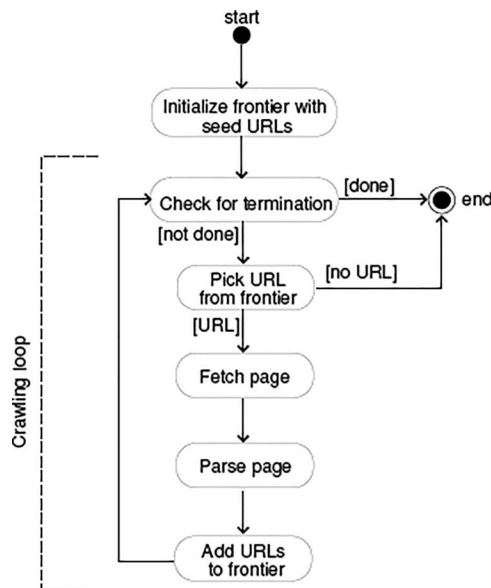 start
Initialize frontier with
seed URLs
Check for termination
[done]
end
[not done]
Pick URL
from frontier
[no URL]
[URL]
Fetch page
Parse page
Add URLs
to frontier
Crawling loop